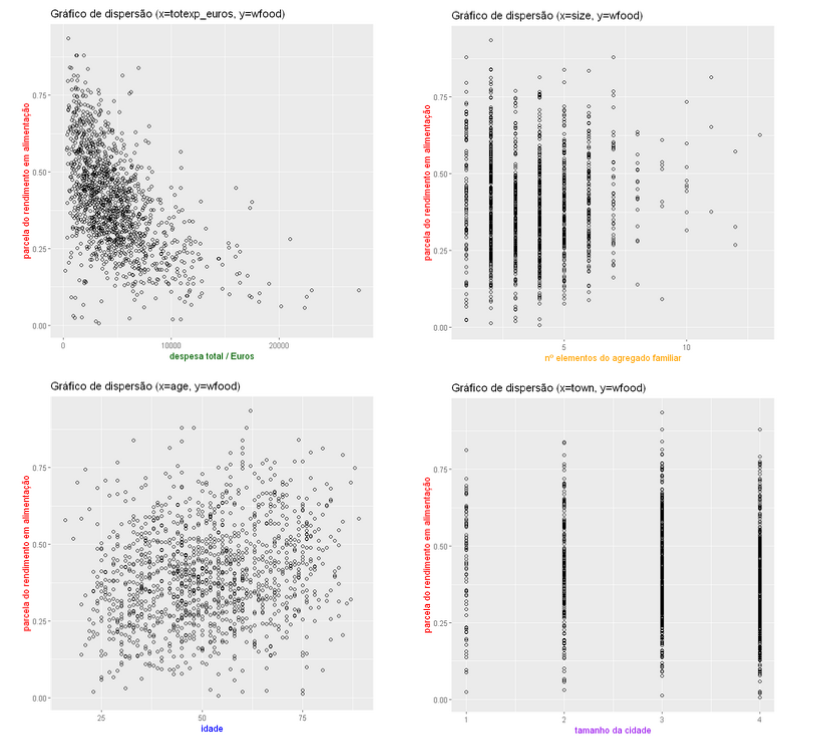 Gráfico de dispersão (x=totexp_euros, y=wfood)
parcela do rendimento em alimentação
0.75
0.50
0.25
0.00
0
10000
20000
despesa total / Euros
Gráfico de dispersão (x=size, y=wfood)
parcela do rendimento em alimentação
0.75
0.50
0.25
0.00
5
10
nº elementos do agregado familiar
Gráfico de dispersão (x=age, y=wfood)
parcela do rendimento em alimentação
0.75
0.50
0.25
0.00
25
50
75
idade
Gráfico de dispersão (x=town, y=wfood)
parcela do rendimento em alimentação
0.75
0.50
0.25
0.00
1
2
3
4
tamanho da cidade